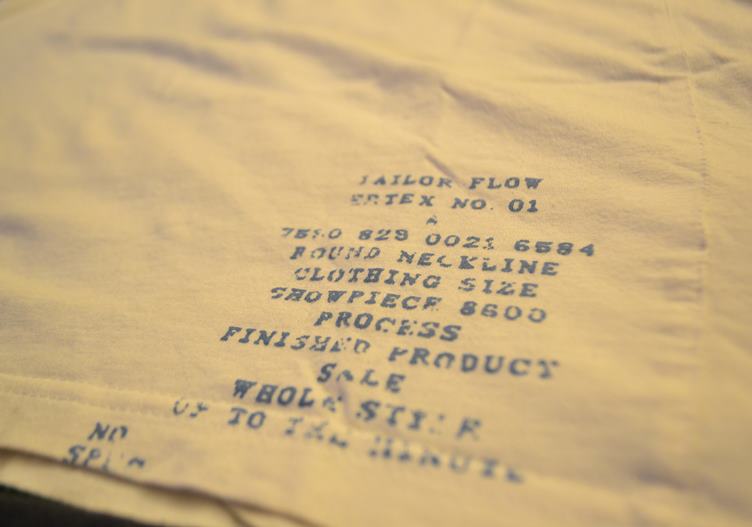 TAILOR FLOW
NO. 01
A
829 6584
ROUND NECKLINE
CLOTHING SIZE
SHOWPIECE 8600
PROCESS
FINISHED PRODUCT
SALE
WHOLE
UP TO THE MINUTE
NO